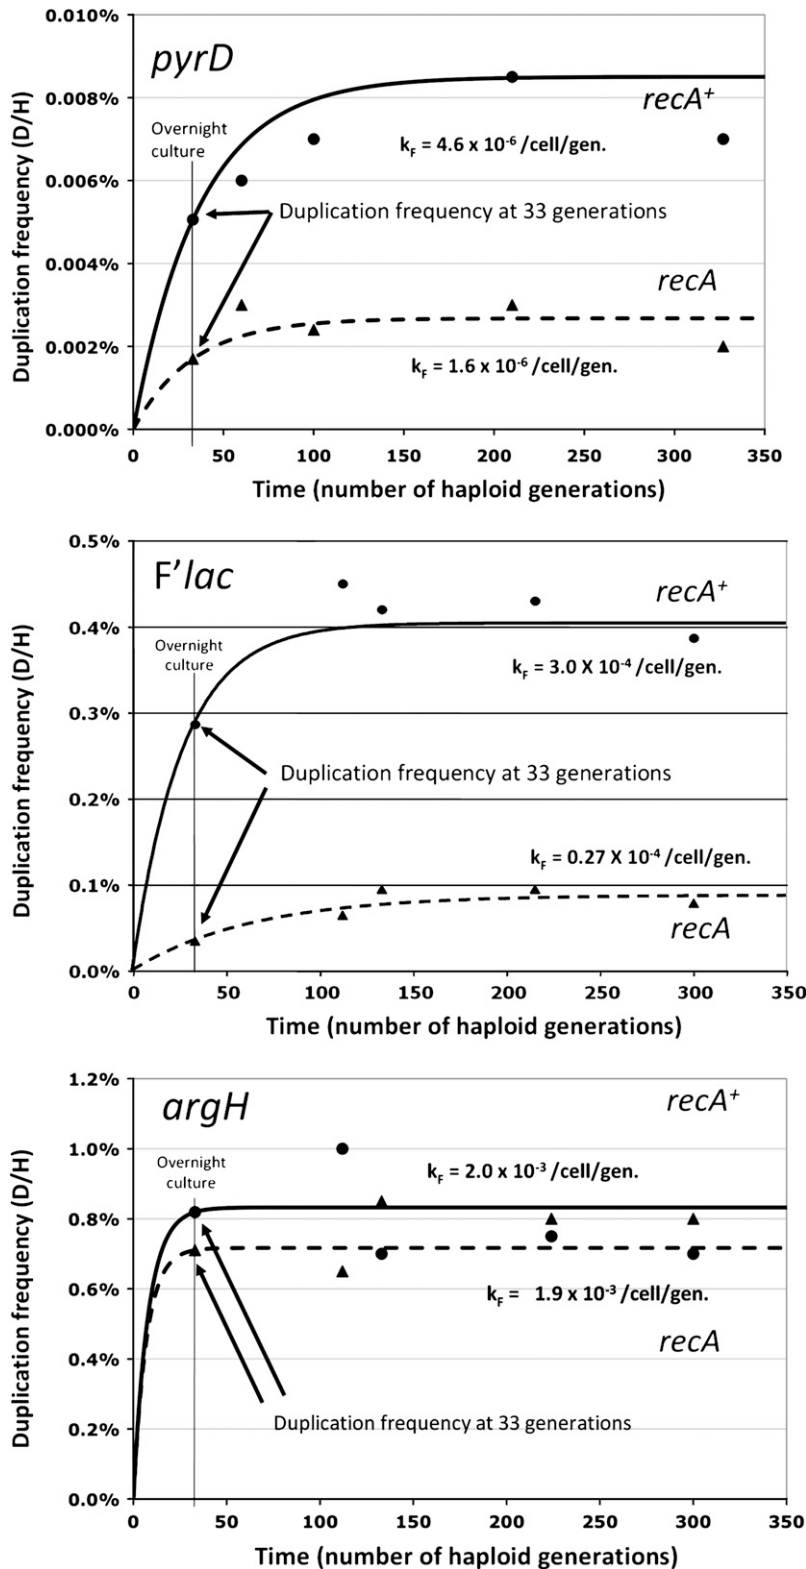 0.010%
pyrD
0.008%
recA⁺
Overnight
culture
k_F = 4.6 x 10⁻⁶ /cell/gen.
0.006%
Duplication frequency at 33 generations
0.004%
recA
0.002%
k_F = 1.6 x 10⁻⁶ /cell/gen.
0.000%
Duplication frequency (D/H)
0 50 100 150 200 250 300 350
Time (number of haploid generations)
0.5%
F'lac
recA⁺
0.4%
Overnight
culture
k_F = 3.0 X 10⁻⁴ /cell/gen.
0.3%
Duplication frequency at 33 generations
0.2%
k_F = 0.27 X 10⁻⁴ /cell/gen.
0.1%
recA
0.0%
Duplication frequency (D/H)
0 50 100 150 200 250 300 350
Time (number of haploid generations)
1.2%
argH
recA⁺
Overnight
culture
1.0%
k_F = 2.0 x 10⁻³ /cell/gen.
0.8%
0.6%
k_F = 1.9 x 10⁻³ /cell/gen.
recA
0.4%
Duplication frequency at 33 generations
0.2%
0.0%
Duplication frequency (D/H)
0 50 100 150 200 250 300 350
Time (number of haploid generations)